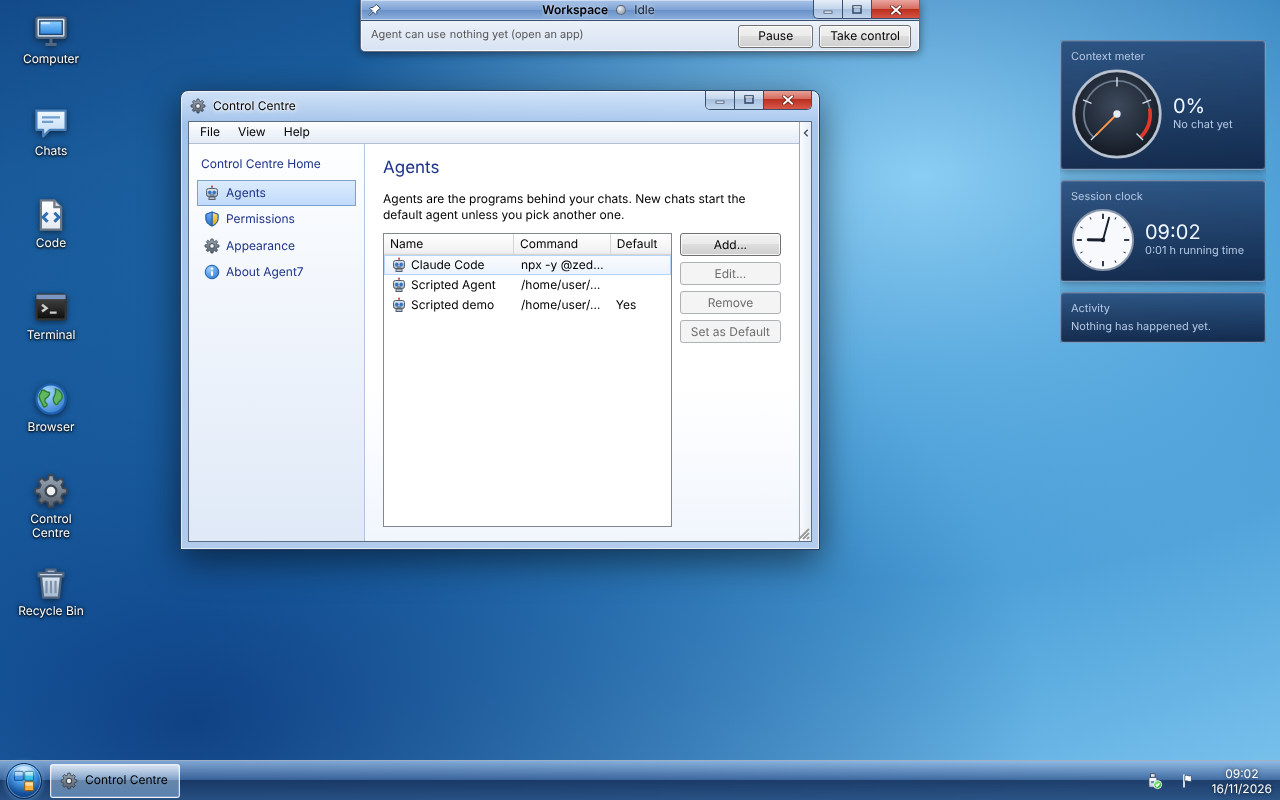 Workspace
Idle
Agent can use nothing yet (open an app)
Pause
Take control
Computer
Chats
Code
Terminal
Browser
Control
Centre
Recycle Bin
Control Centre
File
View
Help
Control Centre Home
Agents
Permissions
Appearance
About Agent7
Agents
Agents are the programs behind your chats. New chats start the
default agent unless you pick another one.
Name
Command
Default
Claude Code
npx -y @zed...
Scripted Agent
/home/user/...
Scripted demo
/home/user/...
Yes
Add...
Edit...
Remove
Set as Default
Context meter
0%
No chat yet
Session clock
09:02
0:01 h running time
Activity
Nothing has happened yet.
Control Centre
09:02
16/11/2026